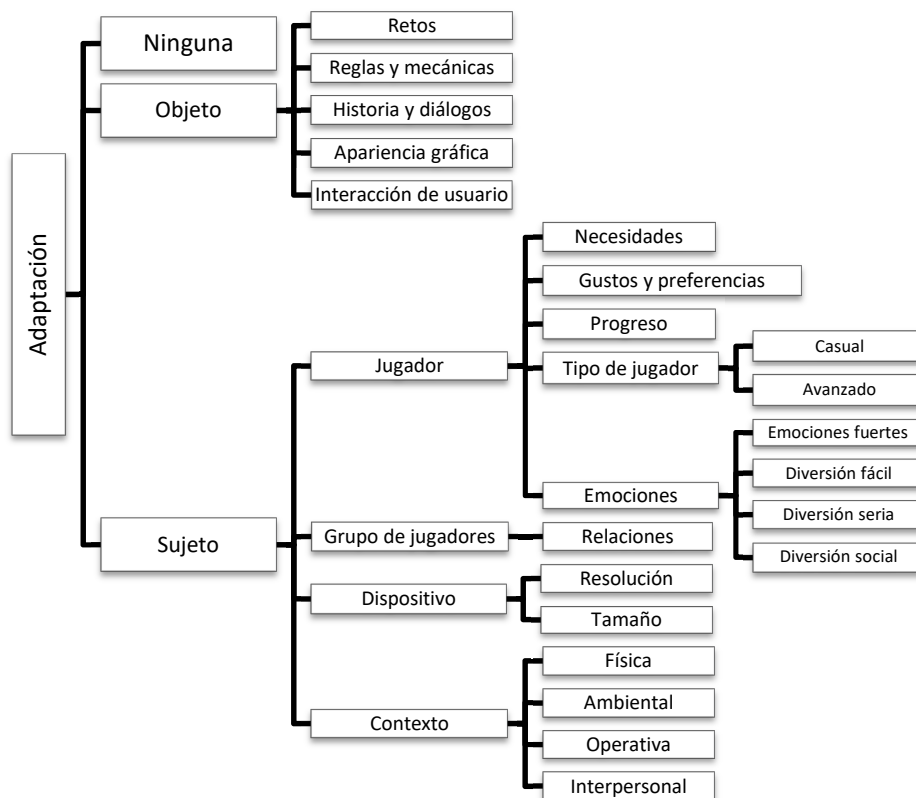 Adaptación
Ninguna
Objeto
Retos
Reglas y mecánicas
Historia y diálogos
Apariencia gráfica
Interacción de usuario
Sujeto
Jugador
Necesidades
Gustos y preferencias
Progreso
Tipo de jugador
Casual
Avanzado
Emociones
Emociones fuertes
Diversión fácil
Diversión seria
Diversión social
Grupo de jugadores
Relaciones
Dispositivo
Resolución
Tamaño
Contexto
Física
Ambiental
Operativa
Interpersonal